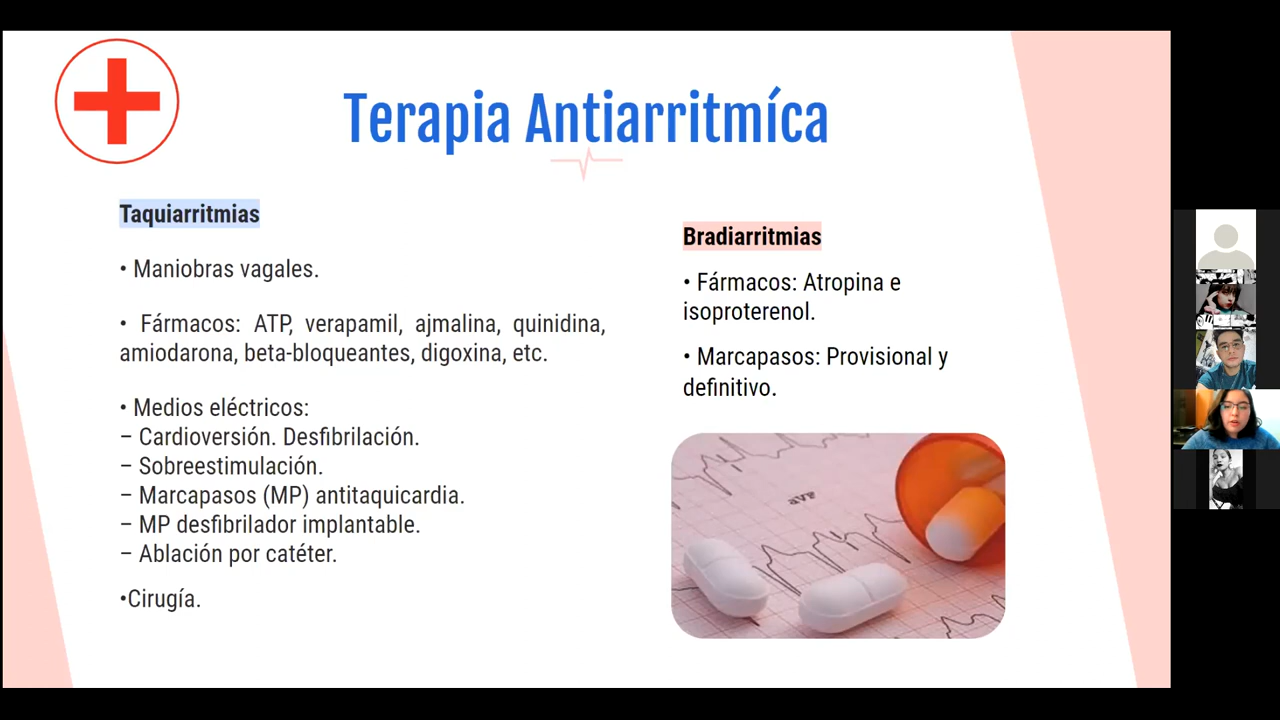 Terapia Antiarritmíca
Taquiarritmias
• Maniobras vagales.
• Fármacos: ATP, verapamil, ajmalina, quinidina,
amiodarona, beta-bloqueantes, digoxina, etc.
• Medios eléctricos:
– Cardioversión. Desfibrilación.
– Sobreestimulación.
– Marcapasos (MP) antitaquicardia.
– MP desfibrilador implantable.
– Ablación por catéter.
•Cirugía.
Bradiarritmias
• Fármacos: Atropina e
isoproterenol.
• Marcapasos: Provisional y
definitivo.
aVF